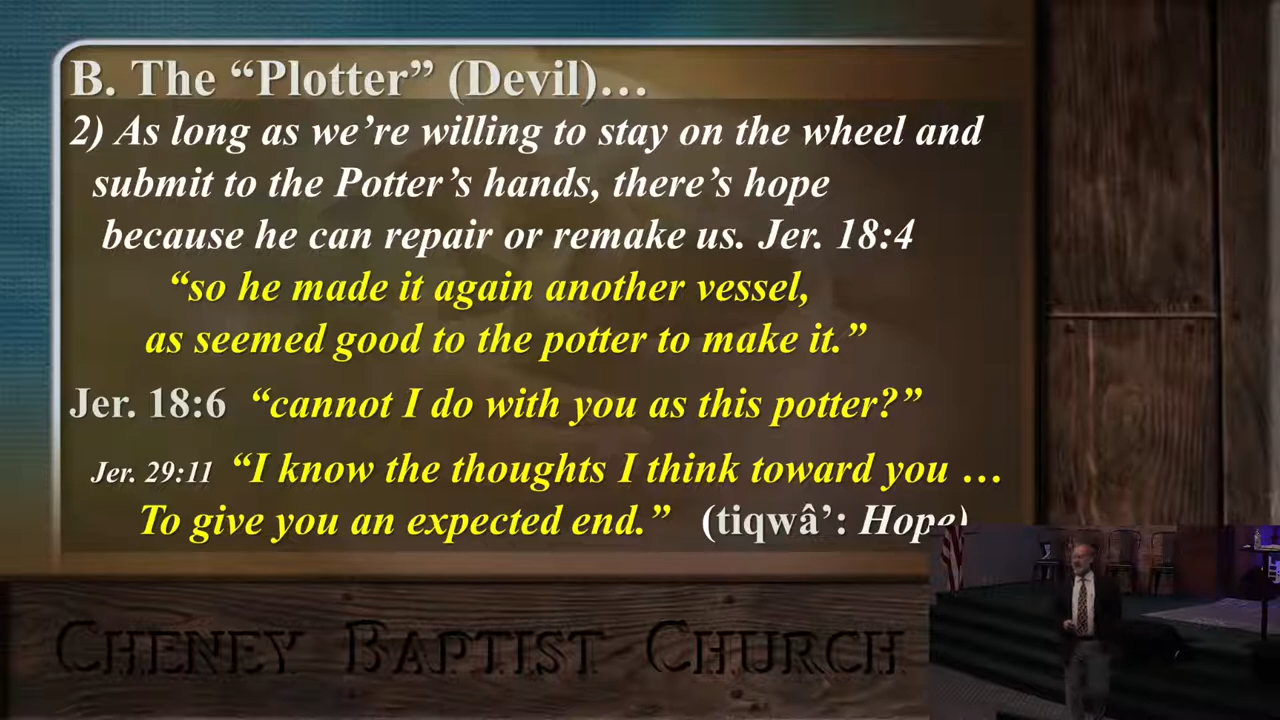 B. The “Plotter” (Devil)…
2) As long as we’re willing to stay on the wheel and
submit to the Potter’s hands, there’s hope
because he can repair or remake us. Jer. 18:4
“so he made it again another vessel,
as seemed good to the potter to make it.”
Jer. 18:6 “cannot I do with you as this potter?”
Jer. 29:11 “I know the thoughts I think toward you …
To give you an expected end.” (tiqwâ’: Hope)
CHENEY BAPTIST CHURCH